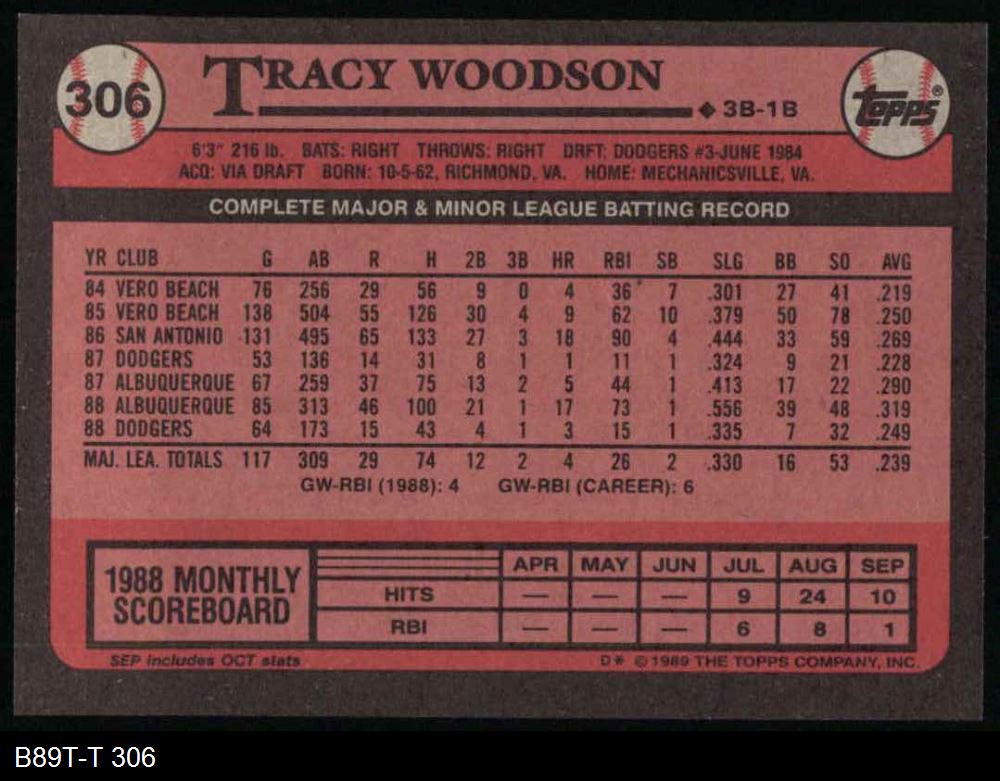 306
TRACY WOODSON
◆ 3B-1B
TOPPS®
6'3" 216 lb. BATS: RIGHT THROWS: RIGHT DRFT: DODGERS #3-JUNE 1984
ACQ: VIA DRAFT BORN: 10-5-62, RICHMOND, VA. HOME: MECHANICSVILLE, VA.
COMPLETE MAJOR & MINOR LEAGUE BATTING RECORD
YR CLUB G AB R H 2B 3B HR RBI SB SLG BB SO AVG
84 VERO BEACH 76 256 29 56 9 0 4 36 7 .301 27 41 .219
85 VERO BEACH 138 504 55 126 30 4 9 62 10 .379 50 78 .250
86 SAN ANTONIO 131 495 65 133 27 3 18 90 4 .444 33 59 .269
87 DODGERS 53 136 14 31 8 1 1 11 1 .324 9 21 .228
87 ALBUQUERQUE 67 259 37 75 13 2 5 44 1 .413 17 22 .290
88 ALBUQUERQUE 85 313 46 100 21 1 17 73 1 .556 39 48 .319
88 DODGERS 64 173 15 43 4 1 3 15 1 .335 7 32 .249
MAJ. LEA. TOTALS 117 309 29 74 12 2 4 26 2 .330 16 53 .239
GW-RBI (1988): 4 GW-RBI (CAREER): 6
1988 MONTHLY
SCOREBOARD
APR MAY JUN JUL AUG SEP
HITS — — — 9 24 10
RBI — — — 6 8 1
SEP includes OCT stats
D* © 1989 THE TOPPS COMPANY, INC.
B89T-T 306